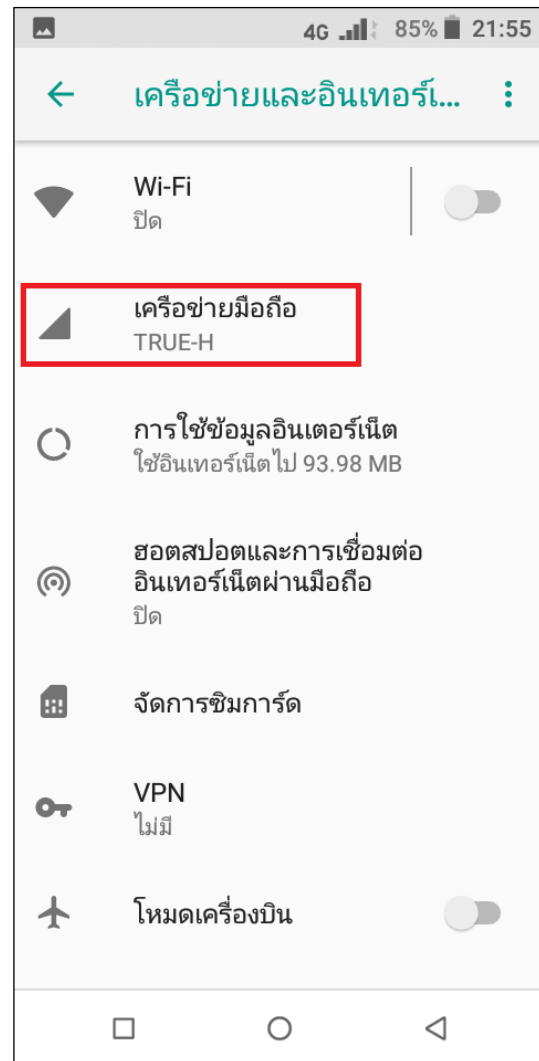 4G 85% 21:55
เครือข่ายและอินเทอร์เ...
Wi-Fi
ปิด
เครือข่ายมือถือ
TRUE-H
การใช้ข้อมูลอินเตอร์เน็ต
ใช้อินเทอร์เน็ตไป 93.98 MB
ฮอตสปอตและการเชื่อมต่อ
อินเทอร์เน็ตผ่านมือถือ
ปิด
จัดการซิมการ์ด
VPN
ไม่มี
โหมดเครื่องบิน